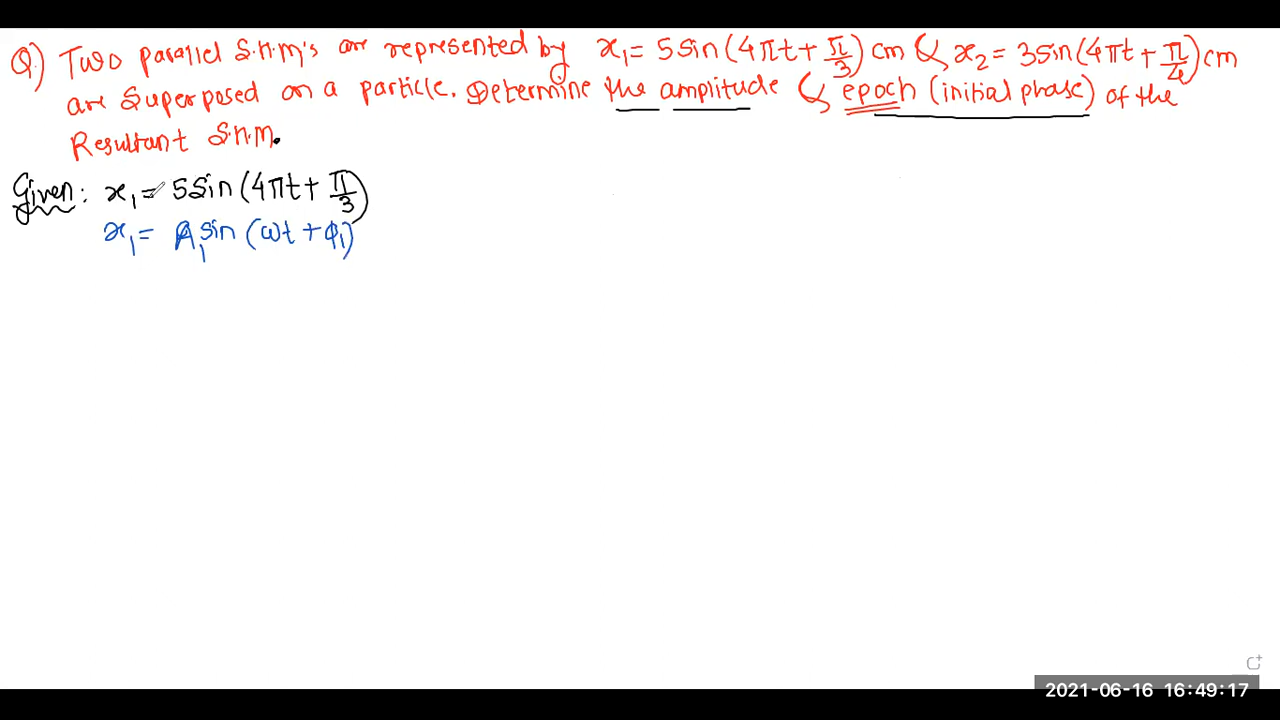 Q) Two parallel S.H.M's are represented by x₁ = 5sin(4πt + π/3) cm & x₂ = 3sin(4πt + π/4) cm
are superposed on a particle. Determine the amplitude & epoch (initial phase) of the
Resultant S.H.M.
Given: x₁ = 5sin(4πt + π/3)
x₁ = A₁ sin(ωt + ϕ₁)
2021-06-16 16:49:17